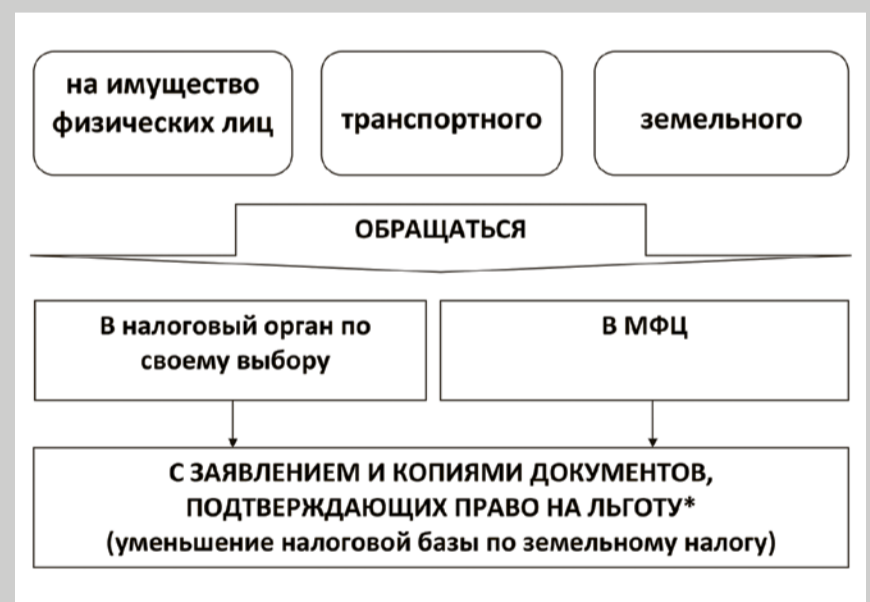 на имущество
физических лиц
транспортного
земельного
ОБРАЩАТЬСЯ
В налоговый орган по
своему выбору
В МФЦ
С ЗАЯВЛЕНИЕМ И КОПИЯМИ ДОКУМЕНТОВ,
ПОДТВЕРЖДАЮЩИХ ПРАВО НА ЛЬГОТУ*
(уменьшение налоговой базы по земельному налогу)